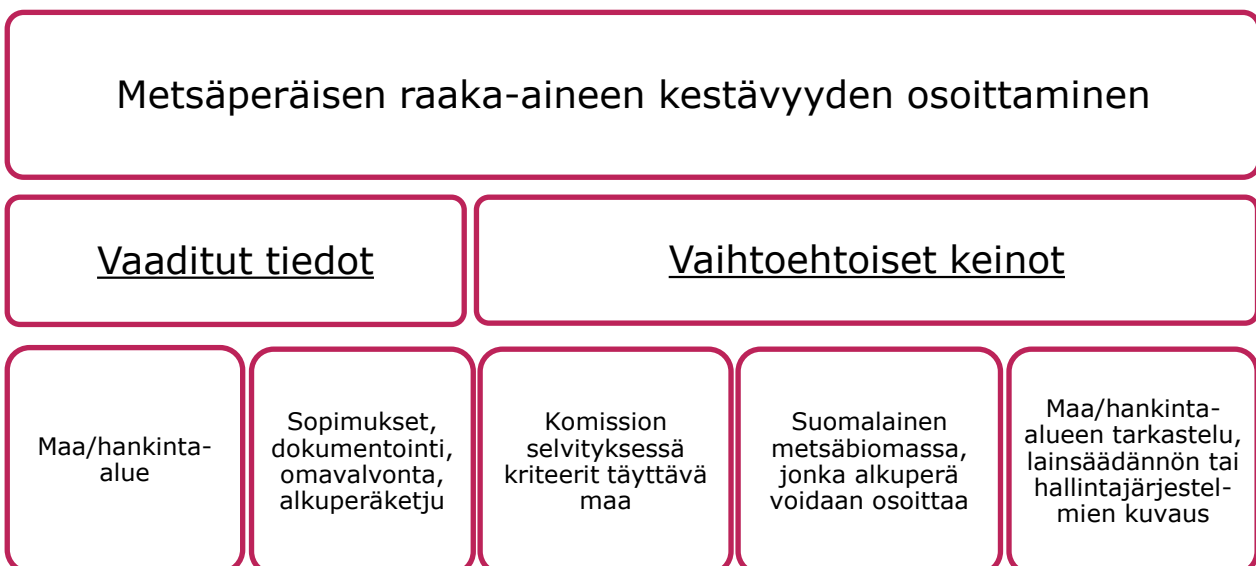 Metsäperäisen raaka-aineen kestävyyden osoittaminen
Vaaditut tiedot
Vaihtoehtoiset keinot
Maa/hankinta-
alue
Sopimukset,
dokumentointi,
omavalvonta,
alkuperäketju
Komission
selvityksessä
kriteerit täyttävä
maa
Suomalainen
metsäbiomassa,
jonka alkuperä
voidaan osoittaa
Maa/hankinta-
alueen tarkastelu,
lainsäädännön tai
hallintajärjestel-
mien kuvaus